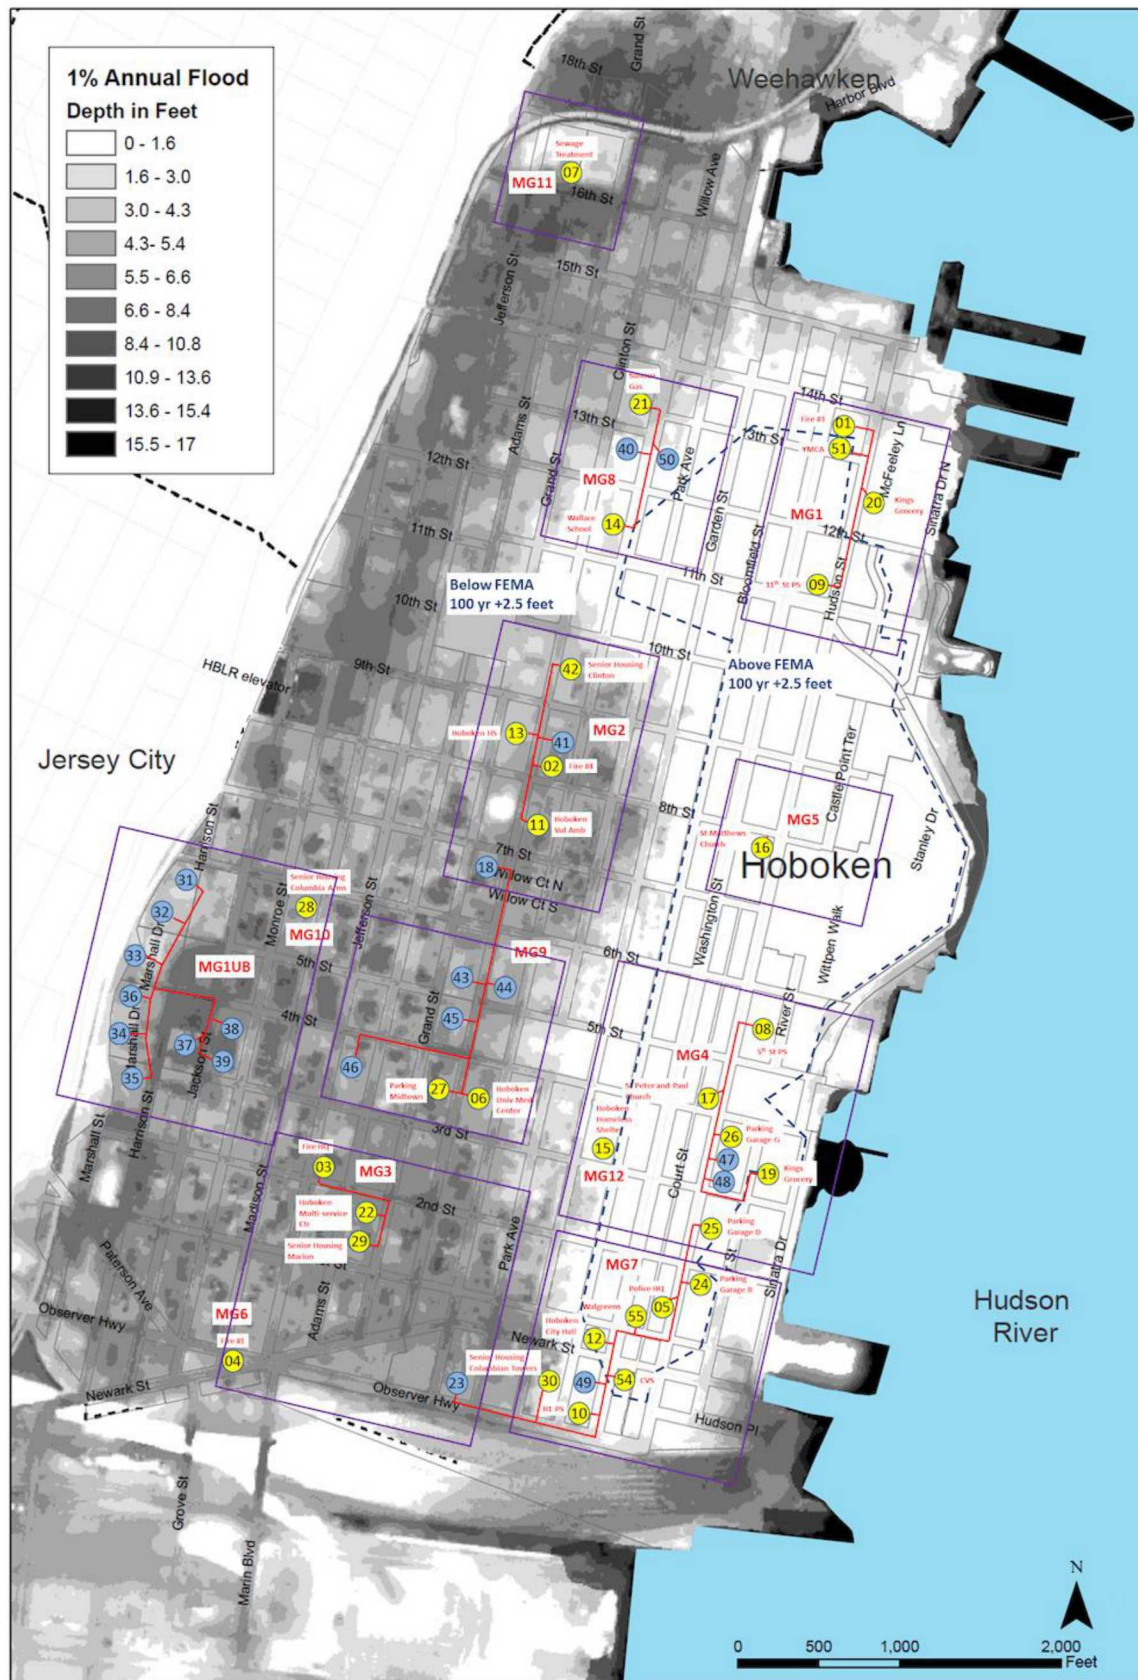 1% Annual Flood
Depth in Feet
0 - 1.6
1.6 - 3.0
3.0 - 4.3
4.3- 5.4
5.5 - 6.6
6.6 - 8.4
8.4 - 10.8
10.9 - 13.6
13.6 - 15.4
15.5 - 17
Grand St
18th St
Weehawken
Harbor Blvd
Sewage
Treatment
07
MG11
16th St
Willow Ave
15th St
Jefferson St
Clinton St
Gas
21
13th St
40
50
Park Ave
MG8
Wallace
School
14
Grand St
Adams St
12th St
11th St
10th St
9th St
HBLR elevator
14th St
Fire #1
01
13th St
YMCA
51
McFeeley Ln
Sinatra Dr N
20
Kings
Grocery
MG1
12th St
Garden St
Bloomfield St
11th St
11th St PS
09
Hudson St
Below FEMA
100 yr +2.5 feet
10th St
Above FEMA
100 yr +2.5 feet
42
Senior Housing
Clinton
Hoboken HS
13
41
MG2
02
Fire #1
11
Hoboken
Vol Amb
7th St
18
Willow Ct N
Willow Ct S
8th St
Castle Point Ter
MG5
St Matthews
Church
16
Hoboken
Stanley Dr
Washington St
Wittpen Walk
Jersey City
Harrison St
31
32
33
36
34
35
Marshall Dr
Marshall Dr
MG1UB
38
37
39
Jackson St
Harrison St
Marshall St
Monroe St
Senior Housing
Columbia Arms
28
MG10
Jefferson St
5th St
4th St
MG9
43
44
Grand St
45
46
Parking
Midtown
27
06
Hoboken
Univ Med
Center
3rd St
6th St
5th St
River St
08
5th St PS
MG4
St Peter and Paul
Church
17
Hoboken
Homeless
Shelter
15
MG12
Court St
26
Parking
Garage G
47
48
19
Kings
Grocery
Fire HQ
03
MG3
Madison St
Hoboken
Multi-service
Ctr
22
2nd St
Senior Housing
Marion
29
Park Ave
Adams St
Paterson Ave
Observer Hwy
MG6
Fire #1
04
Newark St
25
Parking
Garage D
St
Sinatra Dr
MG7
Police HQ
24
Parking
Garage B
05
Walgreens
55
Hoboken
City Hall
12
Newark St
Senior Housing
Columbian Towers
23
30
49
54
CVS
H1 PS
10
Observer Hwy
Hudson Pl
Hudson
River
Grove St
Marin Blvd
N
0 500 1,000 2,000
Feet